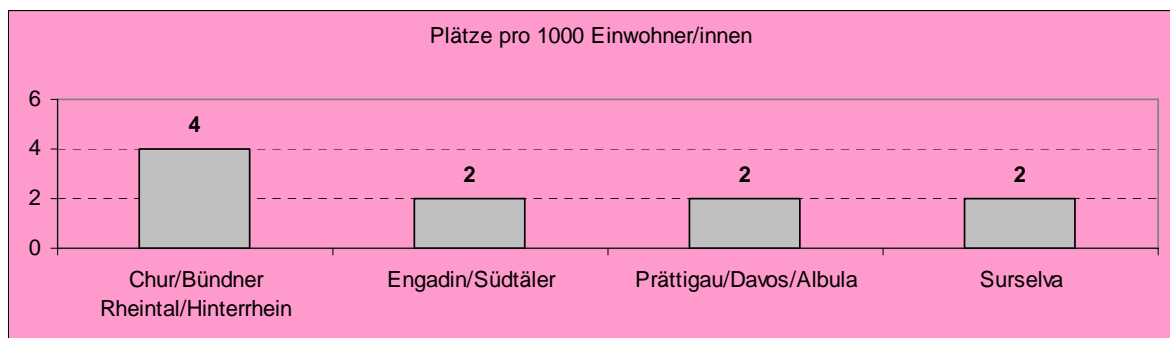 Plätze pro 1000 Einwohner/innen
6
4
2
0
4
2
2
2
Chur/Bündner
Rheintal/Hinterrhein
Engadin/Südtäler
Prättigau/Davos/Albula
Surselva